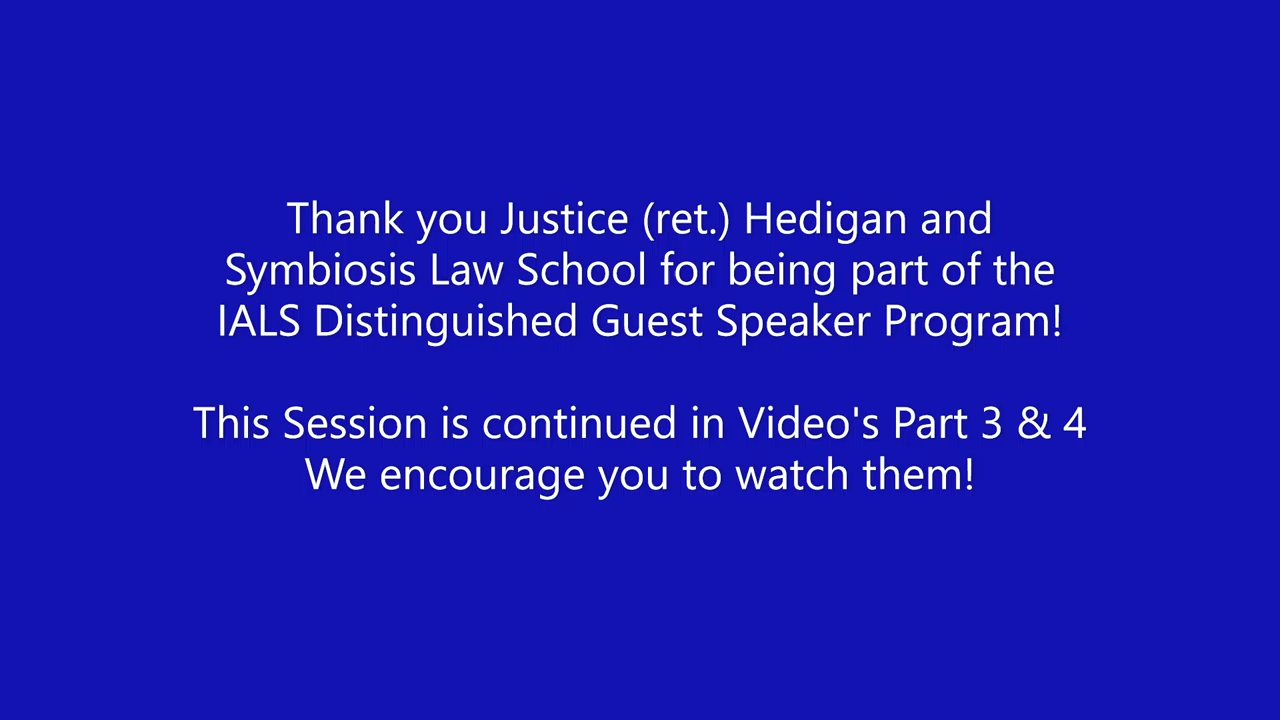 Thank you Justice (ret.) Hedigan and
Symbiosis Law School for being part of the
IALS Distinguished Guest Speaker Program!
This Session is continued in Video's Part 3 & 4
We encourage you to watch them!